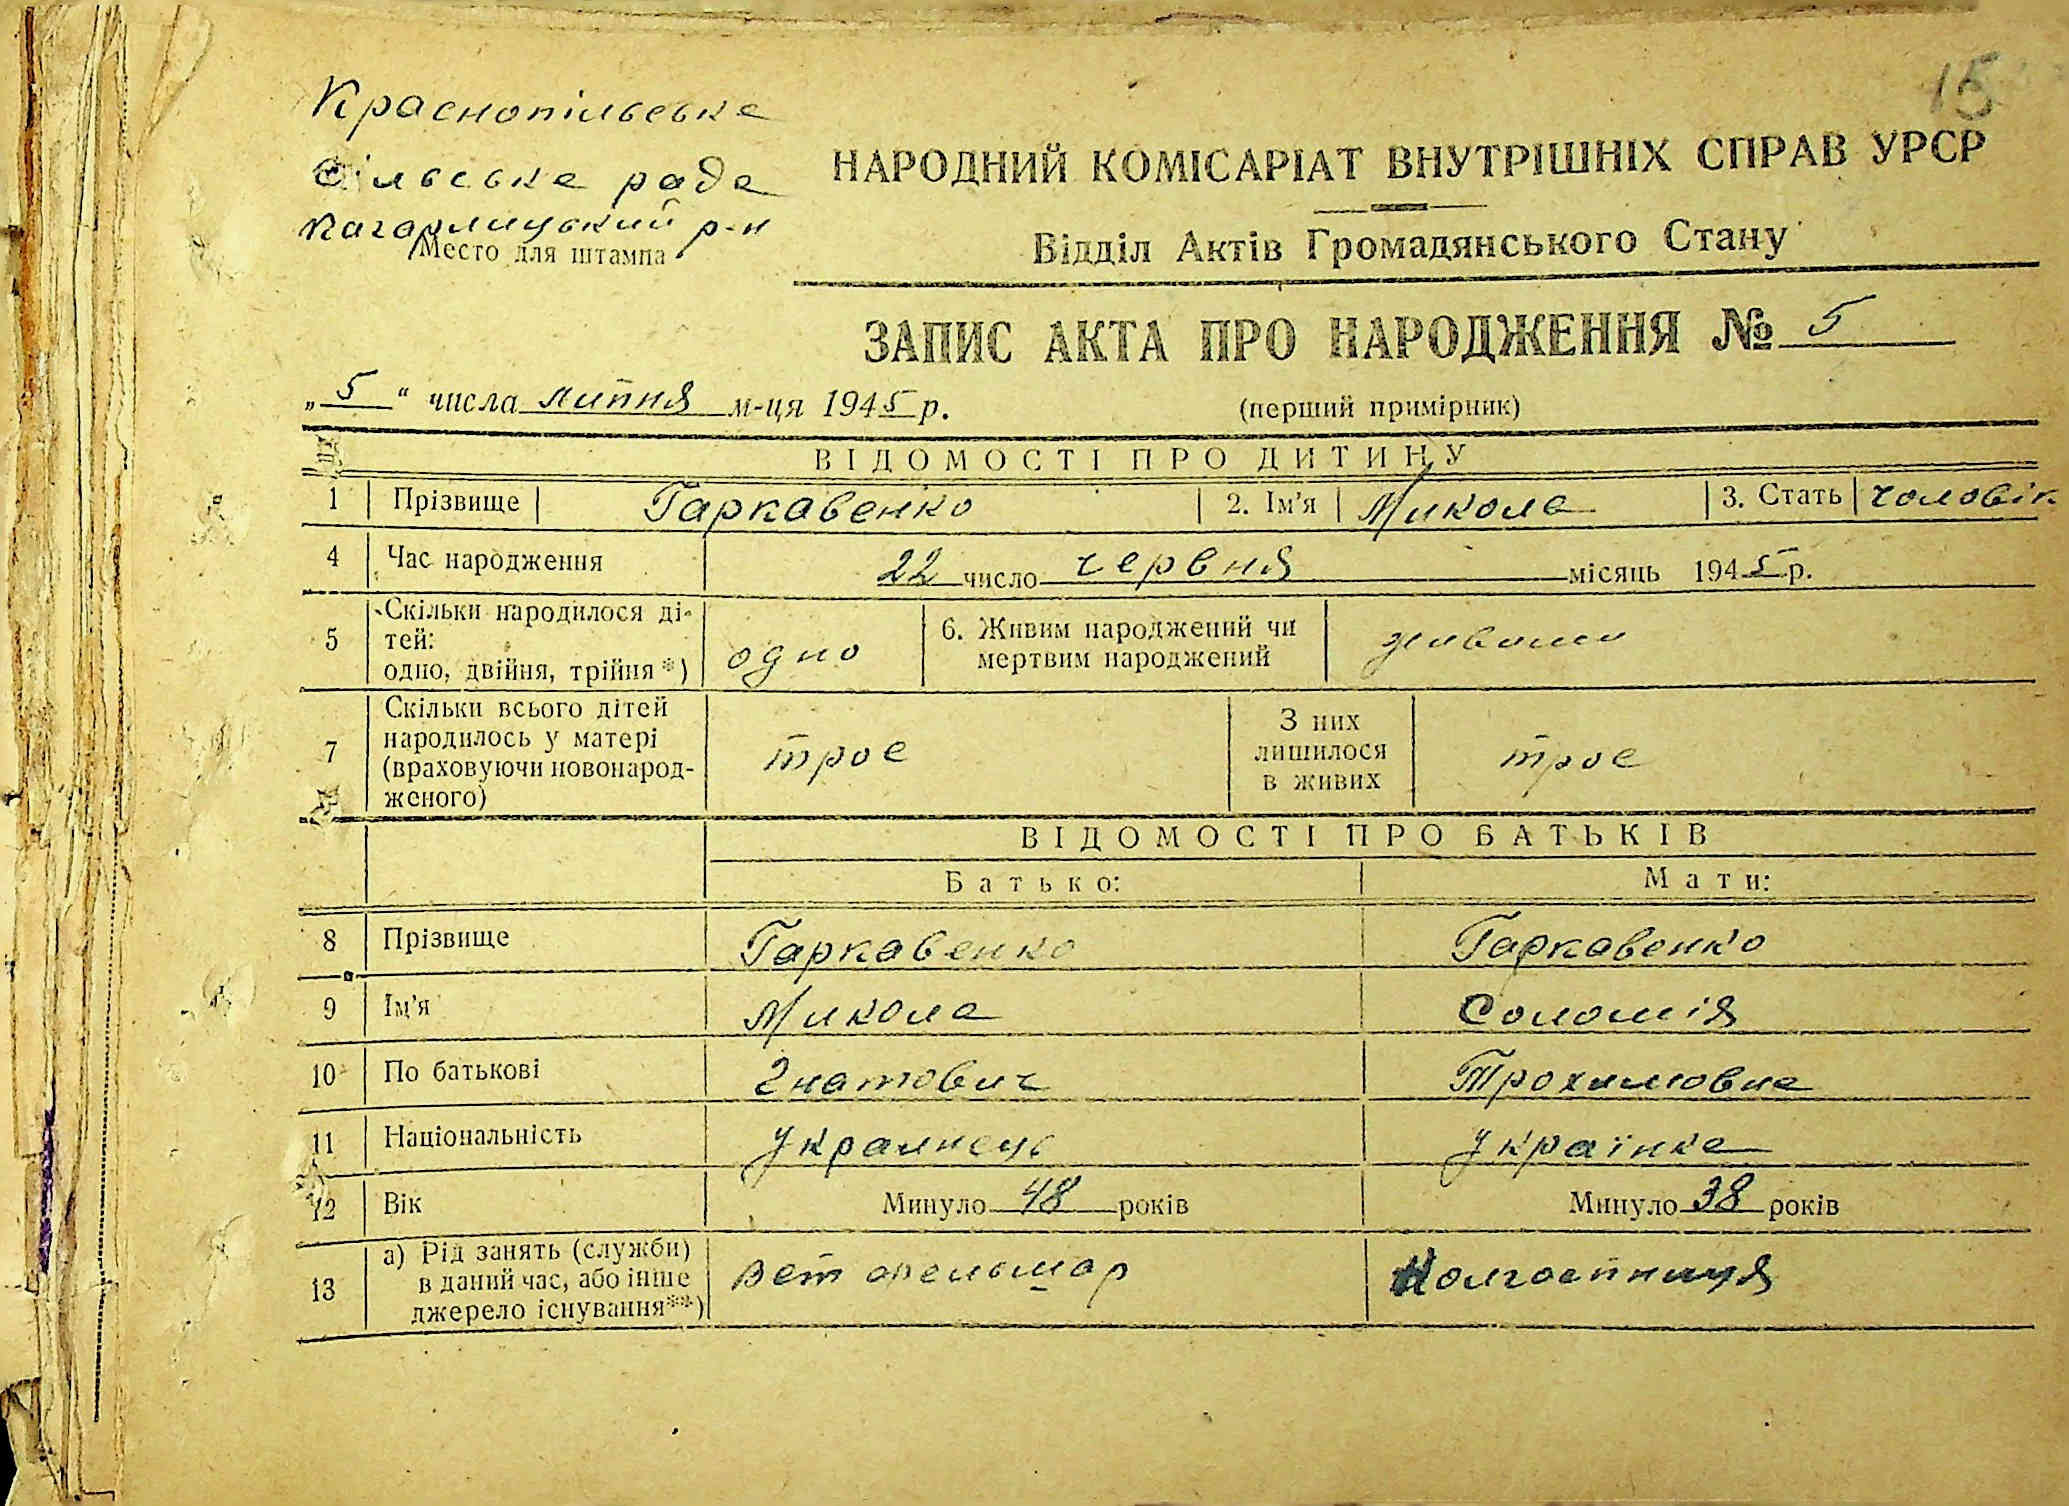 15
Краснопільська
сільська рада
Кагарлицький р-н
Место для штампа
НАРОДНИЙ КОМІСАРІАТ ВНУТРІШНІХ СПРАВ УРСР
Відділ Актів Громадянського Стану
ЗАПИС АКТА ПРО НАРОДЖЕННЯ № 5
„5“ числа липня м-ця 1945 р. (перший примірник)
ВІДОМОСТІ ПРО ДИТИНУ
1 Прізвище Гаркавенко 2. Ім'я Микола 3. Стать чоловік
4 Час народження 22 число червня місяць 1945 р.
5 Скільки народилося ді-
тей:
одно, двійня, трійня *) одно
6. Живим народжений чи
мертвим народжений живим
7 Скільки всього дітей
народилось у матері
(враховуючи новонарод-
женого) троє
З них
лишилося
в живих троє
ВІДОМОСТІ ПРО БАТЬКІВ
Батько: Мати:
8 Прізвище Гаркавенко Гаркавенко
9 Ім'я Микола Соломія
10 По батькові Гнатович Трохимовна
11 Національність Украинець Українка
12 Вік Минуло 48 років Минуло 38 років
13 а) Рід занять (служби)
в даний час, або інше
джерело існування**) Вет фельшар Колгоспниця